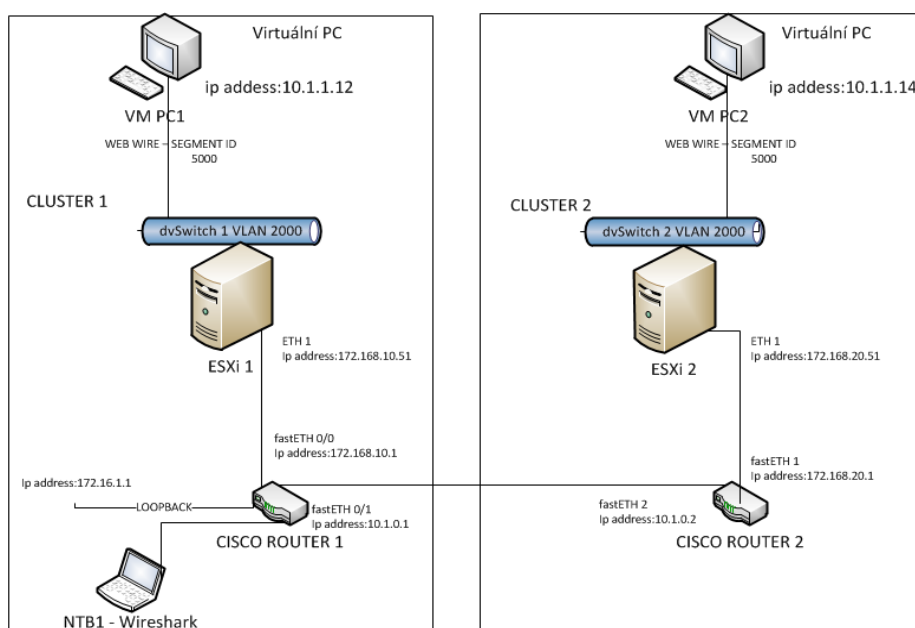 Virtuální PC
ip addess:10.1.1.12
VM PC1
WEB WIRE – SEGMENT ID
5000
CLUSTER 1
dvSwitch 1 VLAN 2000
ETH 1
Ip address:172.168.10.51
ESXi 1
fastETH 0/0
Ip address:172.168.10.1
Ip address:172.16.1.1
LOOPBACK
fastETH 0/1
Ip address:10.1.0.1
CISCO ROUTER 1
NTB1 - Wireshark
Virtuální PC
ip addess:10.1.1.14
VM PC2
WEB WIRE – SEGMENT ID
5000
CLUSTER 2
dvSwitch 2 VLAN 2000
ETH 1
Ip address:172.168.20.51
ESXi 2
fastETH 1
Ip address:172.168.20.1
fastETH 2
Ip address:10.1.0.2
CISCO ROUTER 2